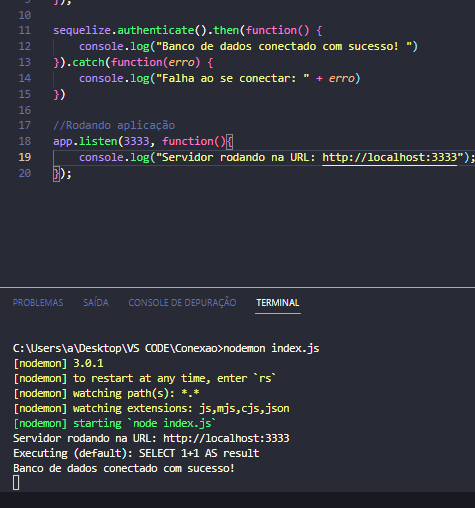 });
11 sequelize.authenticate().then(function() {
12 console.log("Banco de dados conectado com sucesso! ")
13 }).catch(function(erro) {
14 console.log("Falha ao se conectar: " + erro)
15 })
16
17 //Rodando aplicação
18 app.listen(3333, function(){
19 console.log("Servidor rodando na URL: http://localhost:3333");
20 });
PROBLEMAS SAÍDA CONSOLE DE DEPURAÇÃO TERMINAL
C:\Users\a\Desktop\VS CODE\Conexao>nodemon index.js
[nodemon] 3.0.1
[nodemon] to restart at any time, enter `rs`
[nodemon] watching path(s): *.*
[nodemon] watching extensions: js,mjs,cjs,json
[nodemon] starting `node index.js`
Servidor rodando na URL: http://localhost:3333
Executing (default): SELECT 1+1 AS result
Banco de dados conectado com sucesso!